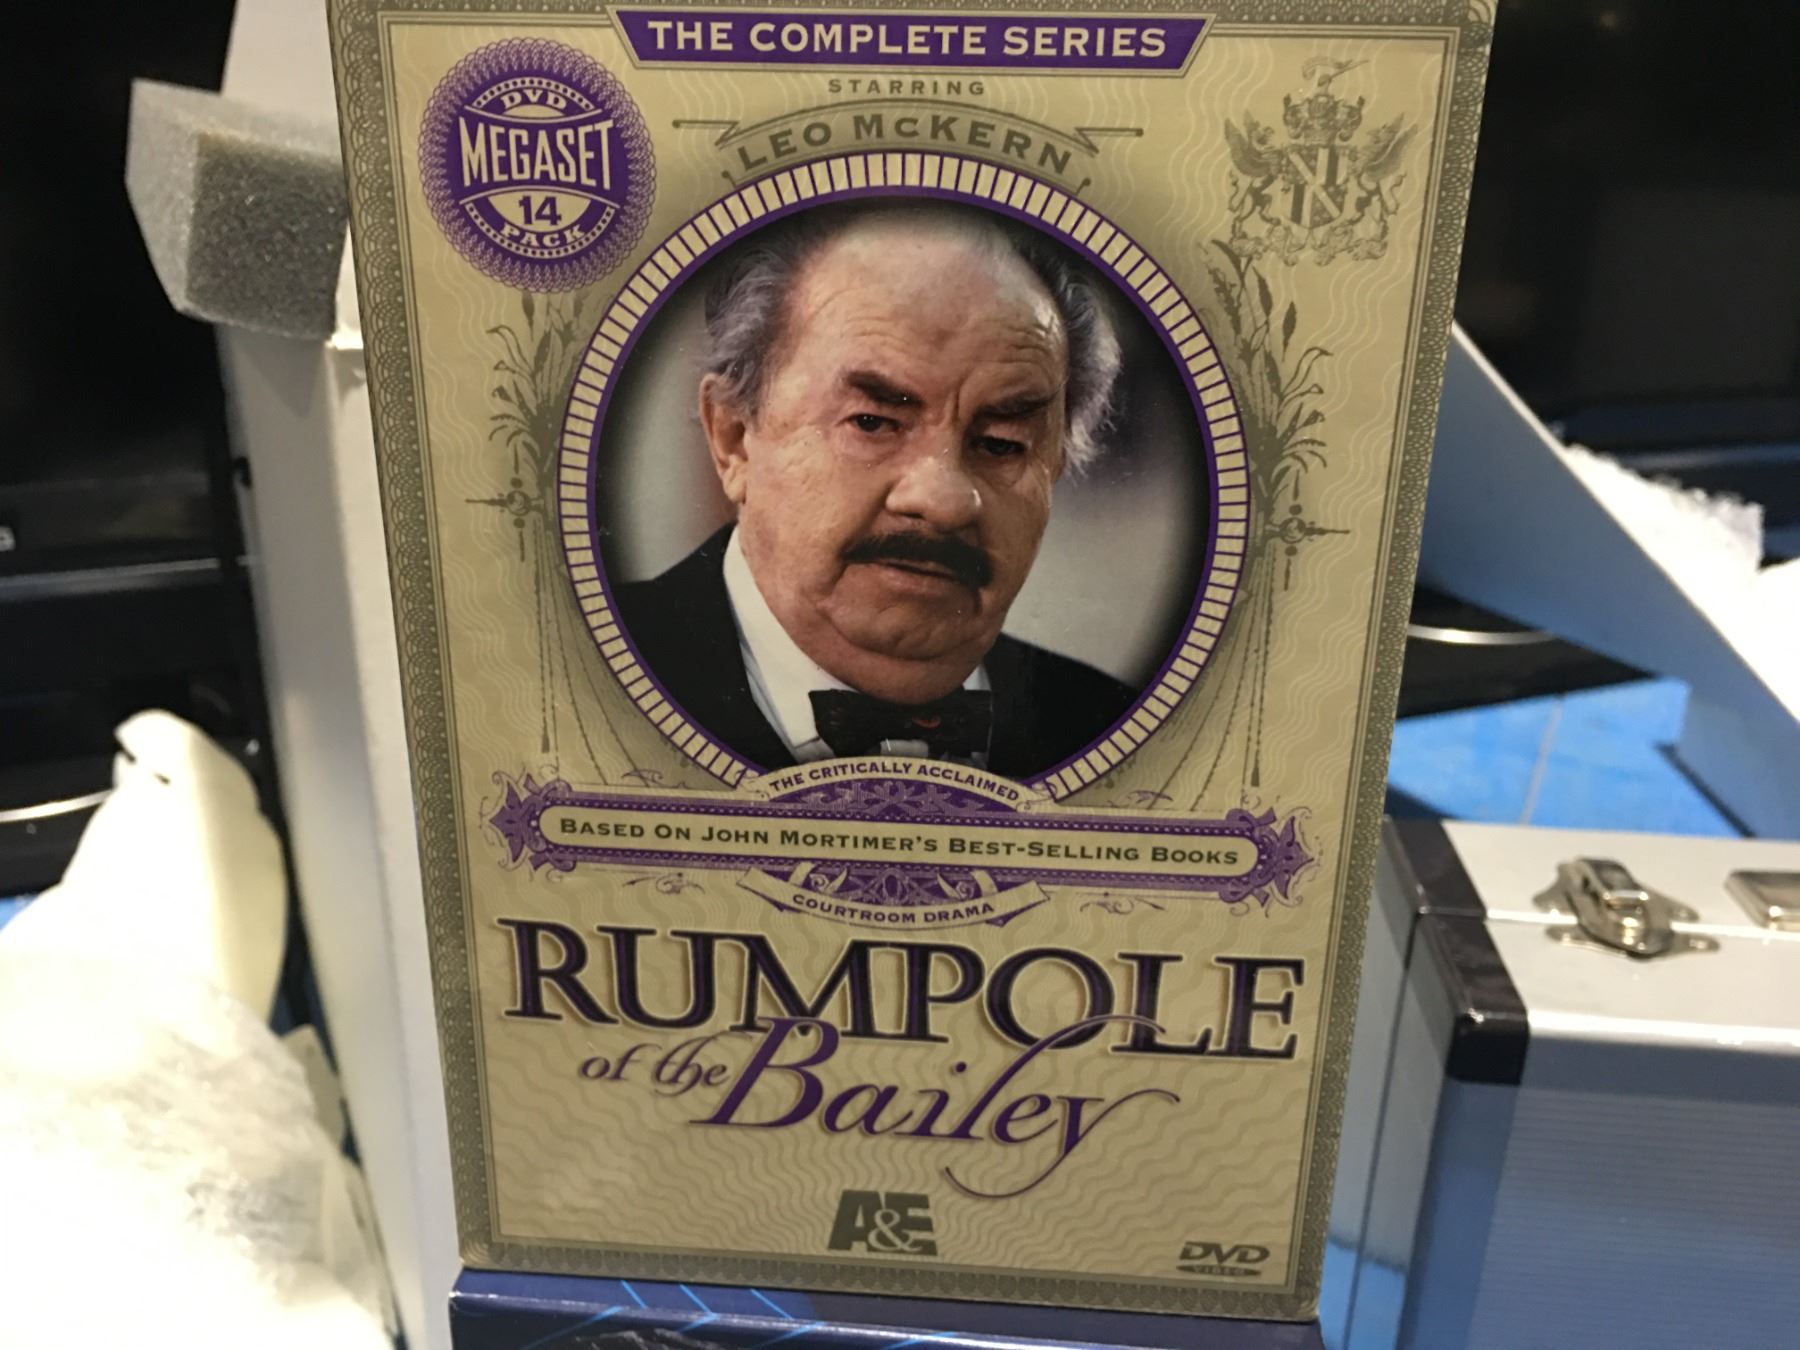 THE COMPLETE SERIES
STARRING
LEO McKERN
DVD
MEGASET
14
PACK
THE CRITICALLY ACCLAIMED
BASED ON JOHN MORTIMER'S BEST-SELLING BOOKS
COURTROOM DRAMA
RUMPOLE
of the Bailey
A&E
DVD
VIDEO